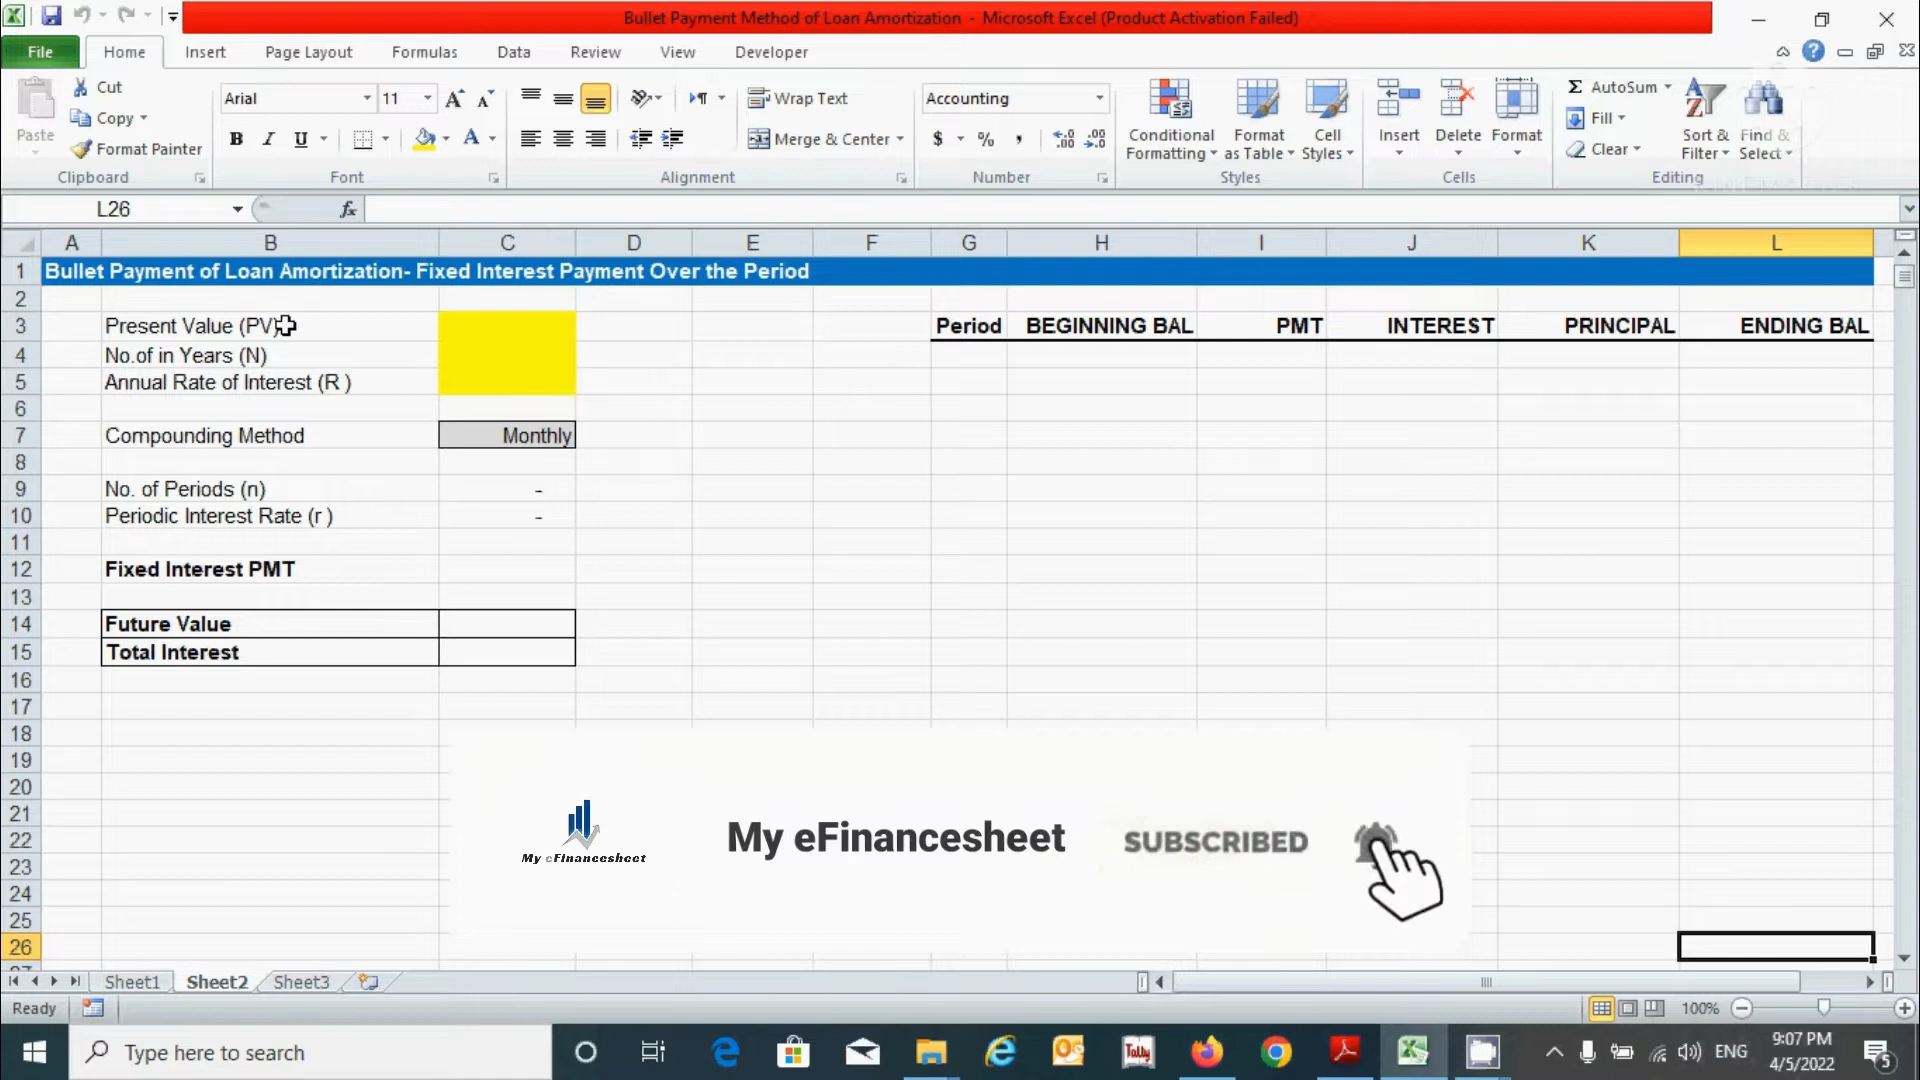 Bullet Payment Method of Loan Amortization - Microsoft Excel (Product Activation Failed)
File Home Insert Page Layout Formulas Data Review View Developer
Paste
Cut
Copy
Format Painter
Clipboard
Arial 11
B I U
Font
Wrap Text
Merge & Center
Alignment
Accounting
$ % ,
Number
Conditional Formatting
Format as Table
Cell Styles
Styles
Insert
Delete
Format
Cells
Σ AutoSum
Fill
Clear
Sort & Filter
Find & Select
Editing
L26 fx
A B C D E F G H I J K L
1 Bullet Payment of Loan Amortization- Fixed Interest Payment Over the Period
2
3 Present Value (PV) Period BEGINNING BAL PMT INTEREST PRINCIPAL ENDING BAL
4 No.of in Years (N)
5 Annual Rate of Interest (R )
6
7 Compounding Method Monthly
8
9 No. of Periods (n) -
10 Periodic Interest Rate (r ) -
11
12 Fixed Interest PMT
13
14 Future Value
15 Total Interest
16
17
18
19
20
21
22
23
24
25
26
My eFinancesheet
My eFinancesheet
SUBSCRIBED
Sheet1 Sheet2 Sheet3
Ready 100%
Type here to search
Tally
ENG
9:07 PM
4/5/2022
5